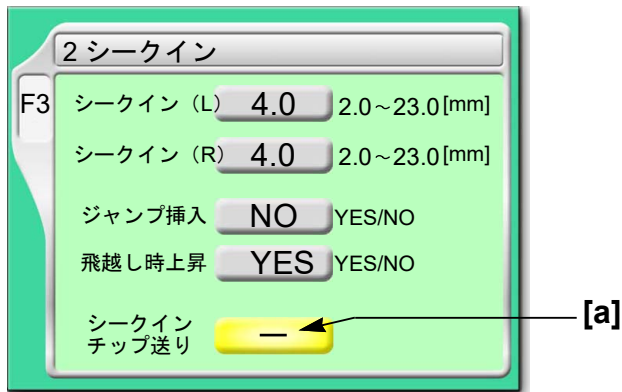 2 シークイン
F3
シークイン（L） 4.0 2.0～23.0[mm]
シークイン（R） 4.0 2.0～23.0[mm]
ジャンプ挿入 NO YES/NO
飛越し時上昇 YES YES/NO
シークイン
チップ送り ー [a]